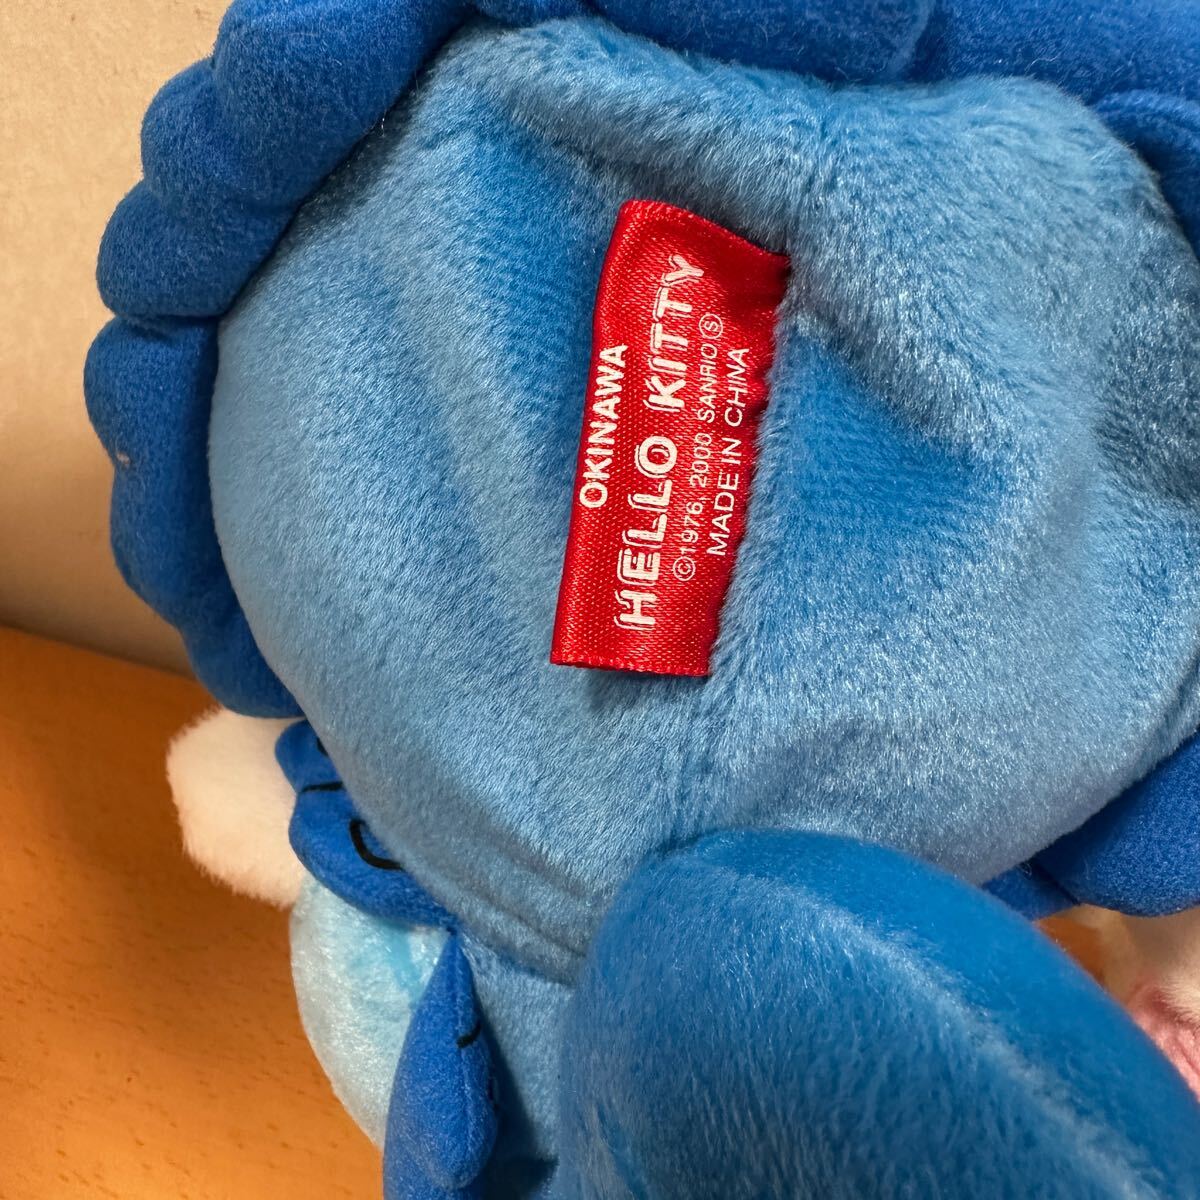 OKINAWA
HELLO KITTY
©1976, 2000 SANRIO Ⓢ
MADE IN CHINA